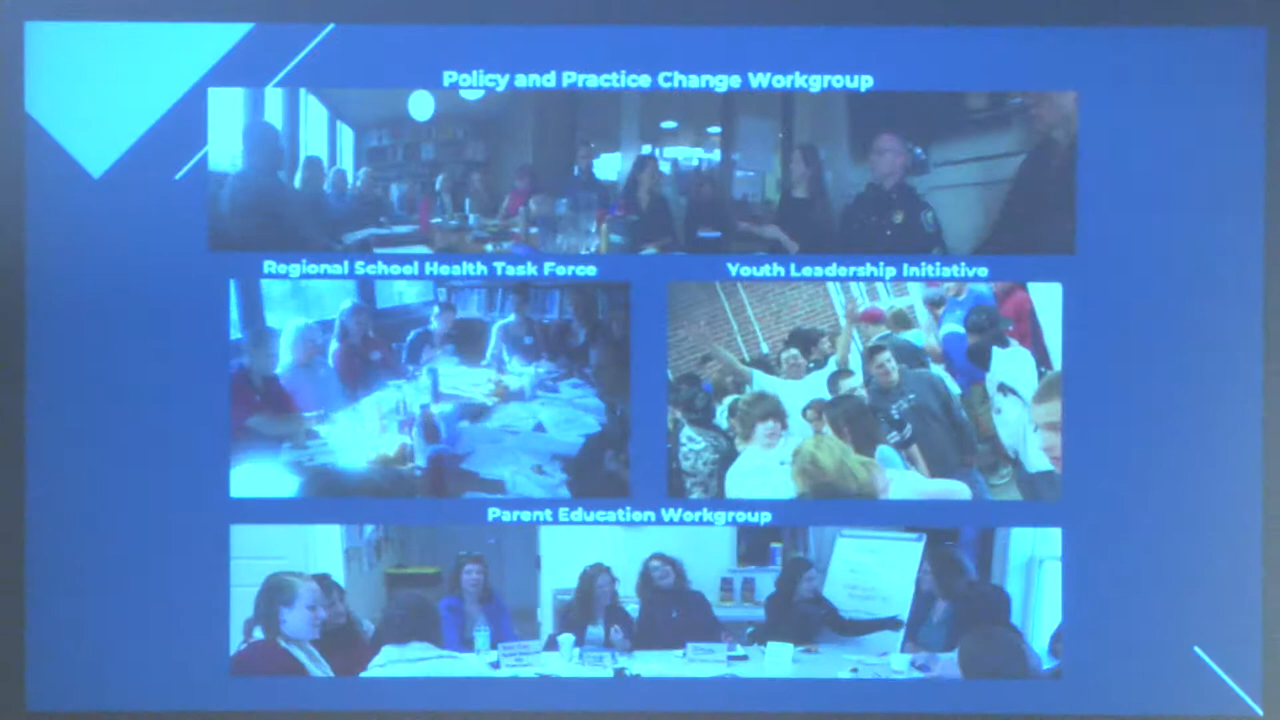 Policy and Practice Change Workgroup
Regional School Health Task Force
Youth Leadership Initiative
Parent Education Workgroup